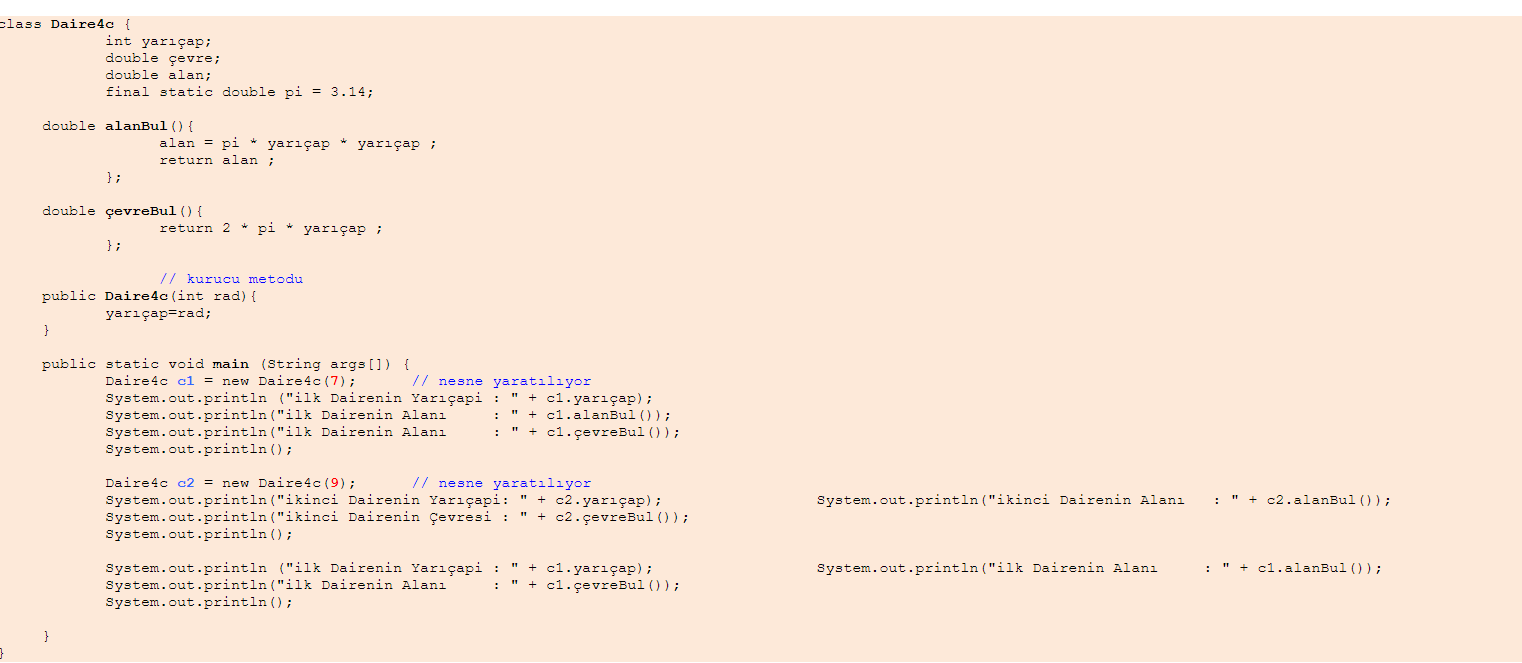 class Daire4c {
int yarıçap;
double çevre;
double alan;
final static double pi = 3.14;
double alanBul(){
alan = pi * yarıçap * yarıçap ;
return alan ;
};
double çevreBul(){
return 2 * pi * yarıçap ;
};
// kurucu metodu
public Daire4c(int rad){
yarıçap=rad;
}
public static void main (String args[]) {
Daire4c c1 = new Daire4c(7); // nesne yaratılıyor
System.out.println ("ilk Dairenin Yarıçapi : " + c1.yarıçap);
System.out.println("ilk Dairenin Alanı : " + c1.alanBul());
System.out.println("ilk Dairenin Alanı : " + c1.çevreBul());
System.out.println();
Daire4c c2 = new Daire4c(9); // nesne yaratılıyor
System.out.println("ikinci Dairenin Yarıçapi: " + c2.yarıçap); System.out.println("ikinci Dairenin Alanı : " + c2.alanBul());
System.out.println("ikinci Dairenin Çevresi : " + c2.çevreBul());
System.out.println();
System.out.println ("ilk Dairenin Yarıçapi : " + c1.yarıçap); System.out.println("ilk Dairenin Alanı : " + c1.alanBul());
System.out.println("ilk Dairenin Alanı : " + c1.çevreBul());
System.out.println();
}
}